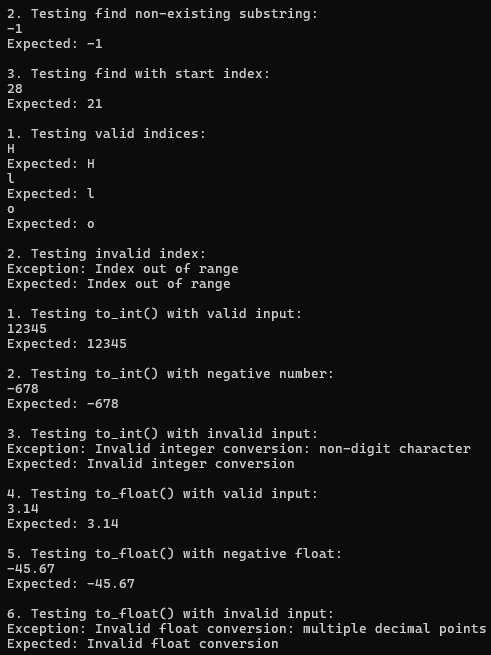 2. Testing find non-existing substring:
-1
Expected: -1

3. Testing find with start index:
28
Expected: 21

1. Testing valid indices:
H
Expected: H
l
Expected: l
o
Expected: o

2. Testing invalid index:
Exception: Index out of range
Expected: Index out of range

1. Testing to_int() with valid input:
12345
Expected: 12345

2. Testing to_int() with negative number:
-678
Expected: -678

3. Testing to_int() with invalid input:
Exception: Invalid integer conversion: non-digit character
Expected: Invalid integer conversion

4. Testing to_float() with valid input:
3.14
Expected: 3.14

5. Testing to_float() with negative float:
-45.67
Expected: -45.67

6. Testing to_float() with invalid input:
Exception: Invalid float conversion: multiple decimal points
Expected: Invalid float conversion